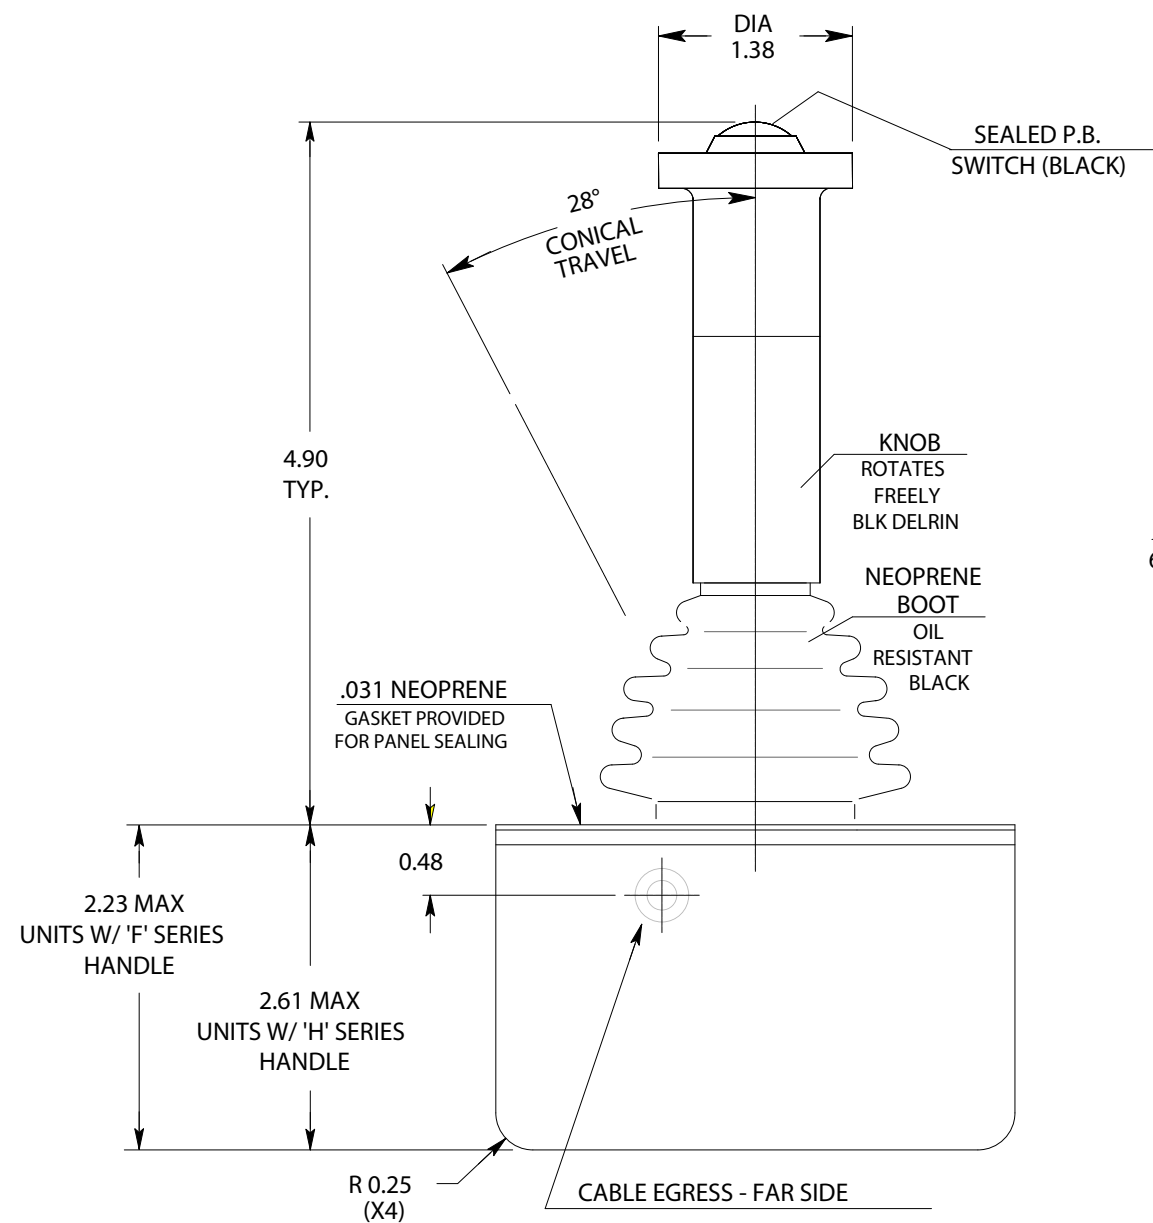 DIA
1.38
SEALED P.B.
SWITCH (BLACK)
28°
CONICAL
TRAVEL
4.90
TYP.
KNOB
ROTATES
FREELY
BLK DELRIN
6
NEOPRENE
BOOT
OIL
RESISTANT
BLACK
.031 NEOPRENE
GASKET PROVIDED
FOR PANEL SEALING
0.48
2.23 MAX
UNITS W/ 'F' SERIES
HANDLE
2.61 MAX
UNITS W/ 'H' SERIES
HANDLE
R 0.25
(X4)
CABLE EGRESS - FAR SIDE